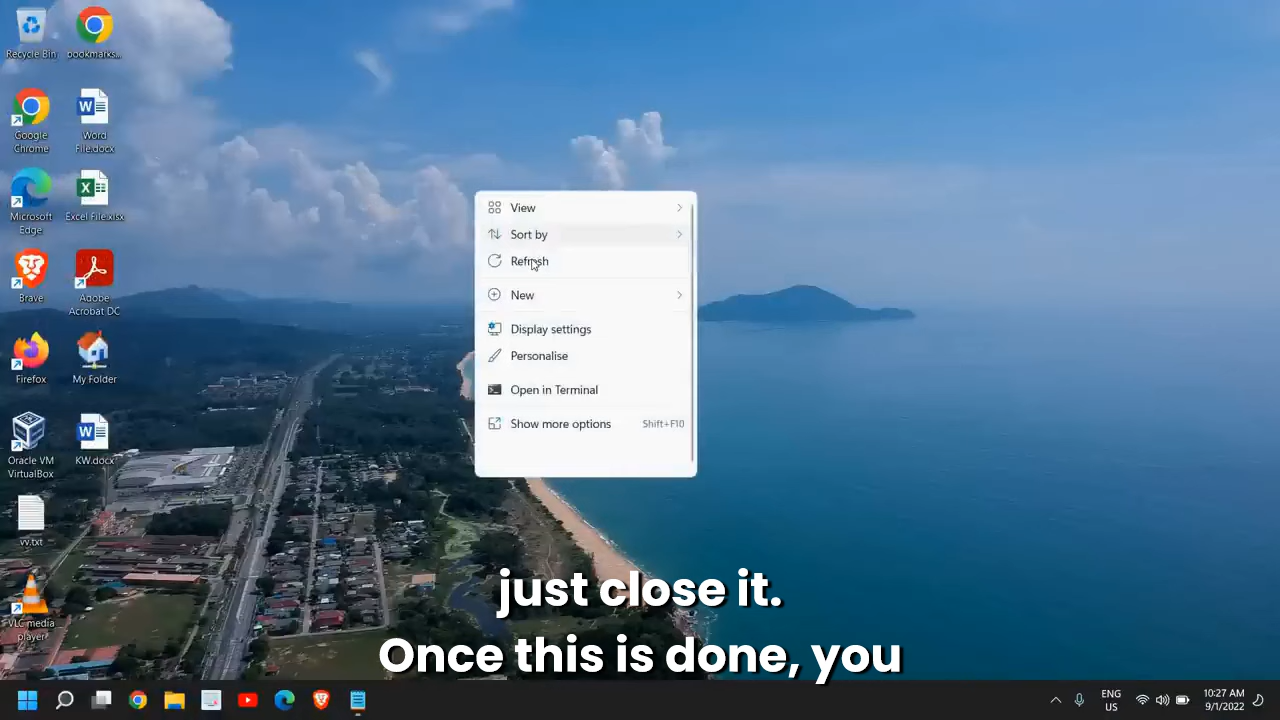 Recycle Bin
bookmarks...
Google
Chrome
Word
File.docx
Microsoft
Edge
Excel File.xlsx
Brave
Adobe
Acrobat DC
Firefox
My Folder
Oracle VM
VirtualBox
KW.docx
vv.txt
VLC media
player
View
Sort by
Refresh
New
Display settings
Personalise
Open in Terminal
Show more options Shift+F10
just close it.
Once this is done, you
ENG
US
10:27 AM
9/1/2022